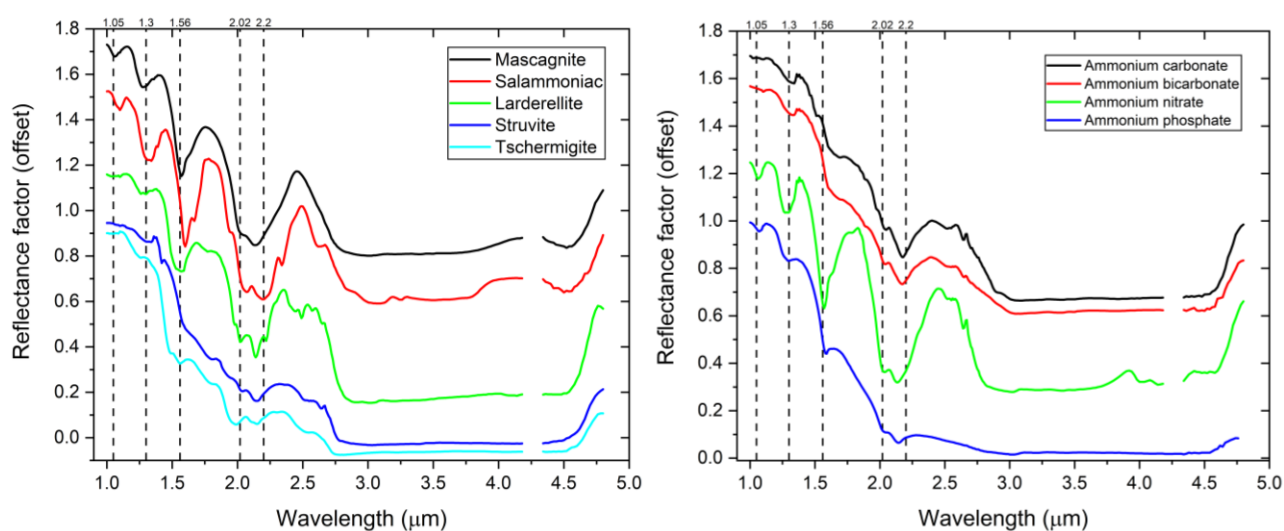 1.05 1.3 1.56 2.02 2.2
1.8
1.6
1.4
1.2
1.0
0.8
0.6
0.4
0.2
0.0
Reflectance factor (offset)
Mascagnite
Salammoniac
Larderellite
Struvite
Tschermigite
1.0 1.5 2.0 2.5 3.0 3.5 4.0 4.5 5.0
Wavelength (μm)
1.05 1.3 1.56 2.02 2.2
1.8
1.6
1.4
1.2
1.0
0.8
0.6
0.4
0.2
0.0
Reflectance factor (offset)
Ammonium carbonate
Ammonium bicarbonate
Ammonium nitrate
Ammonium phosphate
1.0 1.5 2.0 2.5 3.0 3.5 4.0 4.5 5.0
Wavelength (μm)